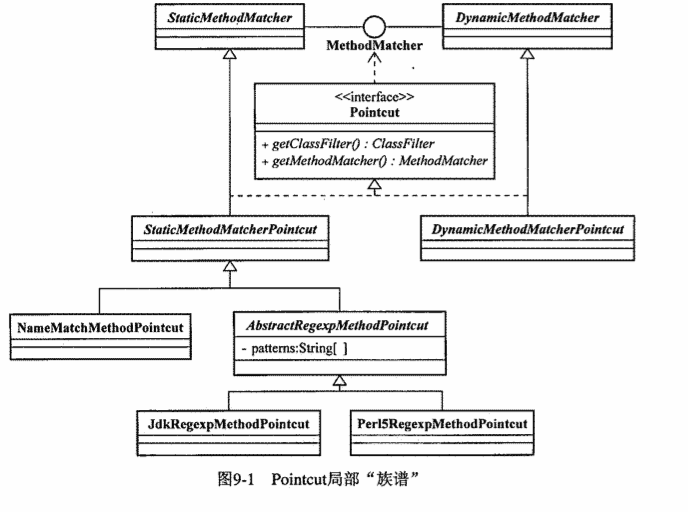 StaticMethodMatcher
DynamicMethodMatcher
MethodMatcher
<<interface>>
Pointcut
+ getClassFilter() : ClassFilter
+ getMethodMatcher() : MethodMatcher
StaticMethodMatcherPointcut
DynamicMethodMatcherPointcut
NameMatchMethodPointcut
AbstractRegexpMethodPointcut
- patterns:String[ ]
JdkRegexpMethodPointcut
Perl5RegexpMethodPointcut
图9-1 Pointcut局部“族谱”